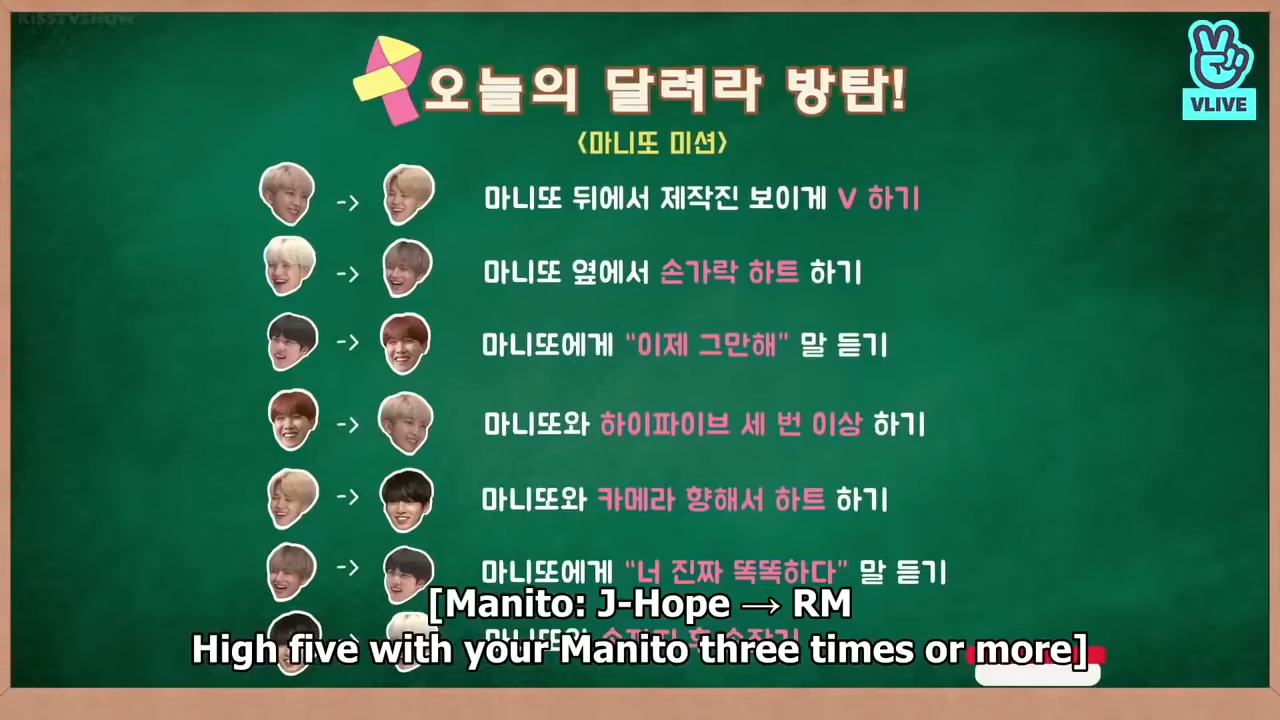 KISSTVSHOW
VLIVE
오늘의 달려라 방탄!
<마니또 미션>
-> 마니또 뒤에서 제작진 보이게 V 하기
-> 마니또 옆에서 손가락 하트 하기
-> 마니또에게 “이제 그만해” 말 듣기
-> 마니또와 하이파이브 세 번 이상 하기
-> 마니또와 카메라 향해서 하트 하기
-> 마니또에게 “너 진짜 똑똑하다” 말 듣기
[Manito: J-Hope → RM
High five with your Manito three times or more]